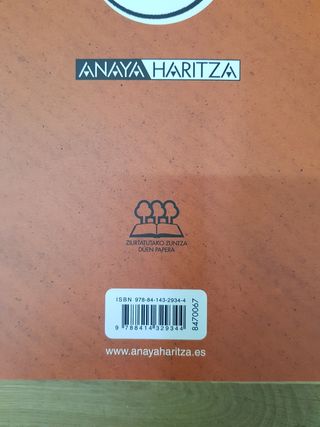 ANAYA HARITZA
ZIURTATUTAKO ZUNTZA
DUEN PAPERA
ISBN 978-84-143-2934-4
9 788414 329344
8470067
www.anayaharitza.es